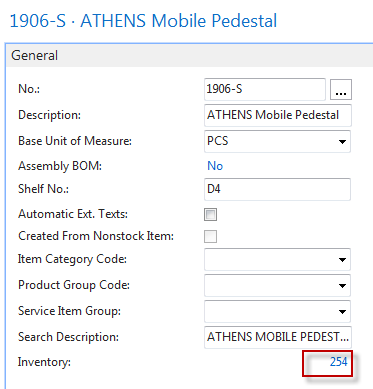 1906-S · ATHENS Mobile Pedestal
General
No.: 1906-S ...
Description: ATHENS Mobile Pedestal
Base Unit of Measure: PCS
Assembly BOM: No
Shelf No.: D4
Automatic Ext. Texts:
Created From Nonstock Item:
Item Category Code:
Product Group Code:
Service Item Group:
Search Description: ATHENS MOBILE PEDEST...
Inventory: 254